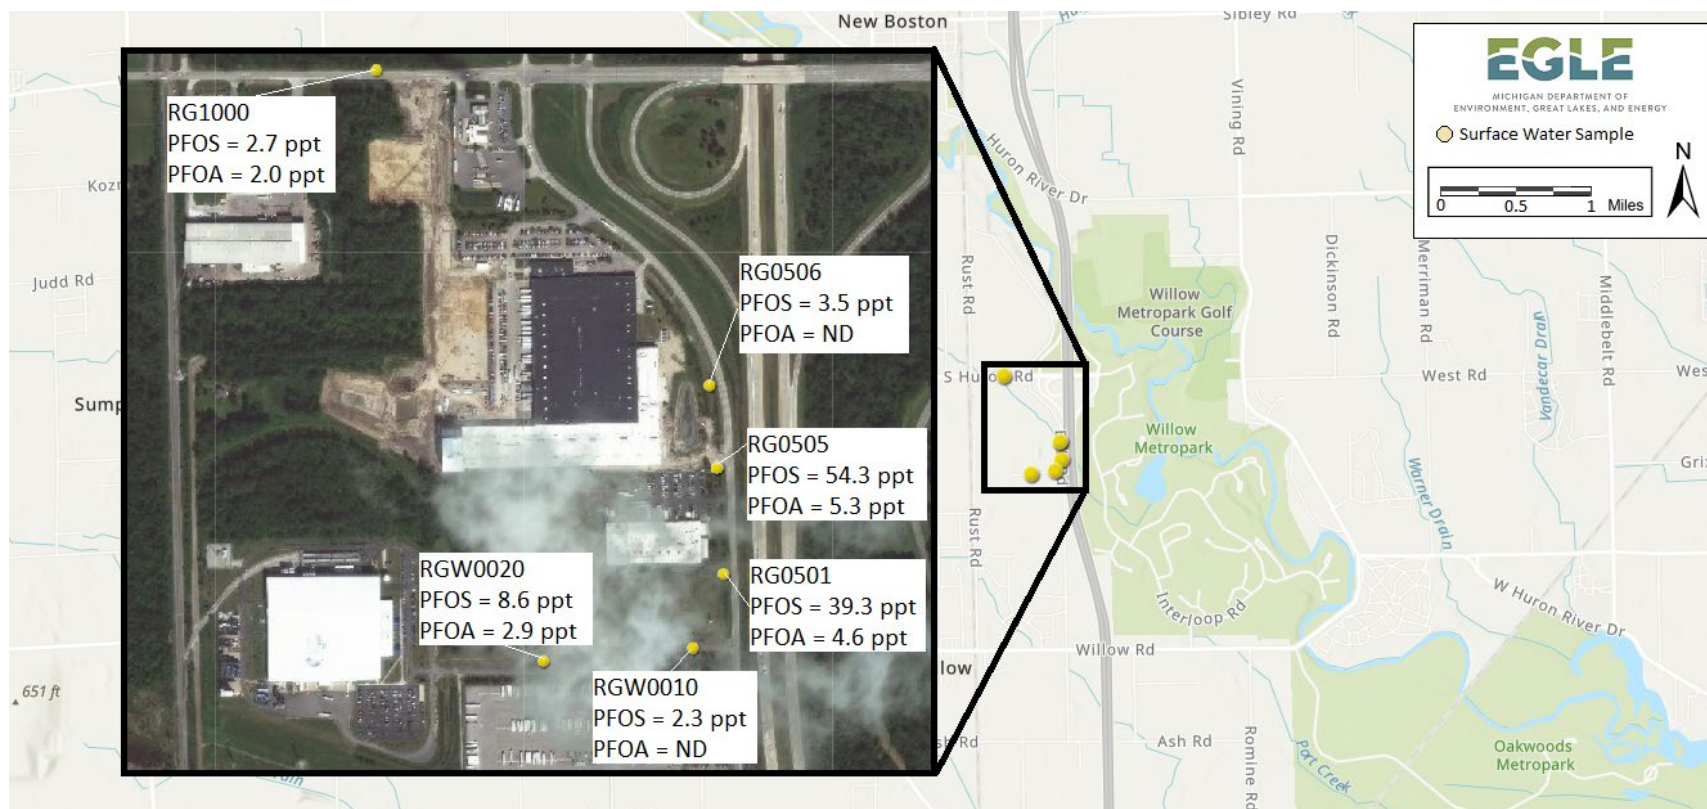 New Boston
Sibley Rd
EGLE
MICHIGAN DEPARTMENT OF
ENVIRONMENT, GREAT LAKES, AND ENERGY
Surface Water Sample
N
0 0.5 1 Miles
RG1000
PFOS = 2.7 ppt
PFOA = 2.0 ppt
RG0506
PFOS = 3.5 ppt
PFOA = ND
RG0505
PFOS = 54.3 ppt
PFOA = 5.3 ppt
RGW0020
PFOS = 8.6 ppt
PFOA = 2.9 ppt
RG0501
PFOS = 39.3 ppt
PFOA = 4.6 ppt
RGW0010
PFOS = 2.3 ppt
PFOA = ND
Judd Rd
651 ft
Huron River Dr
Vining Rd
Rust Rd
Dickinson Rd
Merriman Rd
Middlebelt Rd
Willow
Metropark Golf
Course
West Rd
Vandecar Drain
Willow
Metropark
Warner Drain
Rust Rd
Interloop Rd
W Huron River Dr
Willow Rd
Ash Rd
Romine Rd
Port Creek
Oakwoods
Metropark